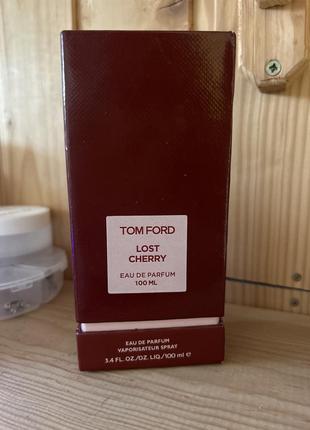 TOM FORD
LOST
CHERRY
EAU DE PARFUM
100 ML
EAU DE PARFUM
VAPORISATEUR SPRAY
3.4 FL. OZ./OZ. LIQ./100 ml ℮